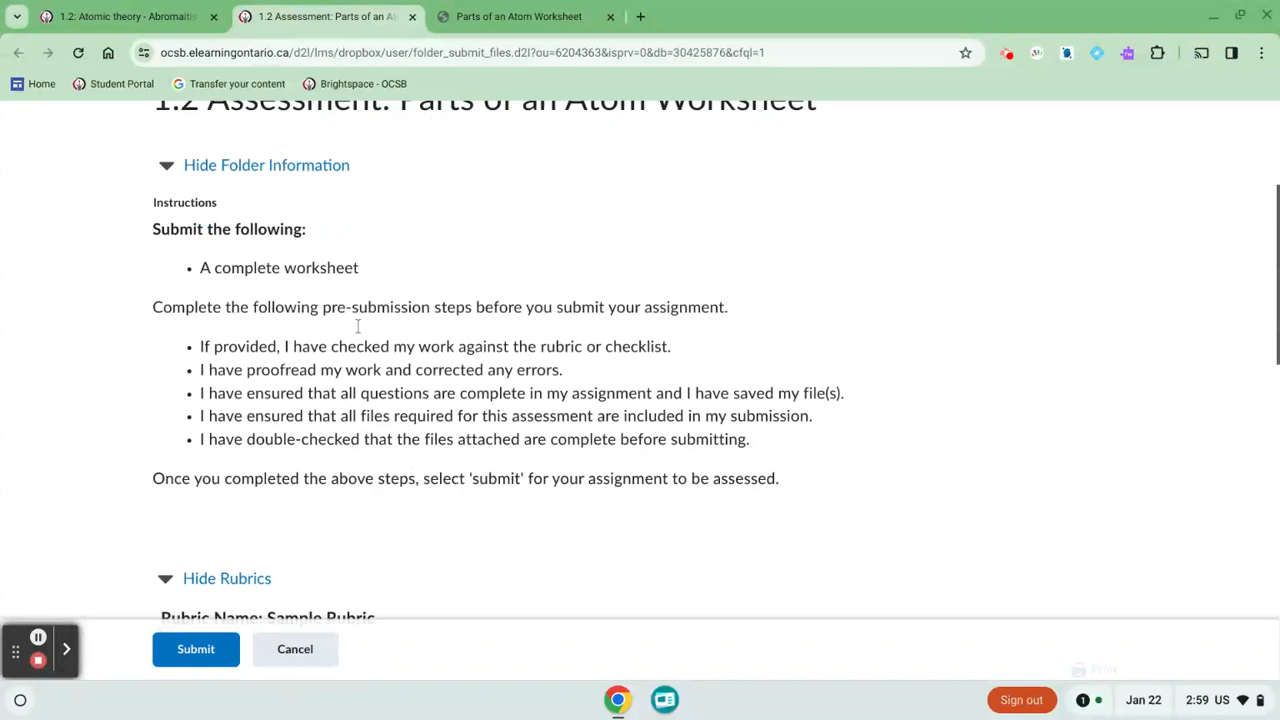 1.2: Atomic theory - Abromaitis
1.2 Assessment: Parts of an At
Parts of an Atom Worksheet
ocsb.elearningontario.ca/d2l/lms/dropbox/user/folder_submit_files.d2l?ou=6204363&isprv=0&db=30425876&cfql=1
Home
Student Portal
Transfer your content
Brightspace - OCSB
1.2 Assessment: Parts of an Atom Worksheet
Hide Folder Information
Instructions
Submit the following:
• A complete worksheet
Complete the following pre-submission steps before you submit your assignment.
• If provided, I have checked my work against the rubric or checklist.
• I have proofread my work and corrected any errors.
• I have ensured that all questions are complete in my assignment and I have saved my file(s).
• I have ensured that all files required for this assessment are included in my submission.
• I have double-checked that the files attached are complete before submitting.
Once you completed the above steps, select 'submit' for your assignment to be assessed.
Hide Rubrics
Rubric Name: Sample Rubric
Submit
Cancel
Print
Sign out
1
Jan 22
2:59 US